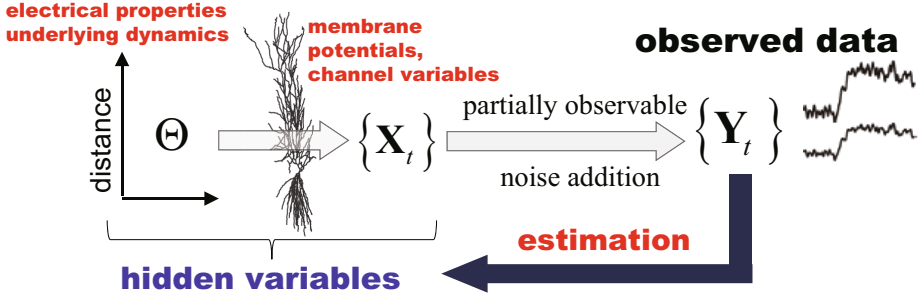 electrical properties
underlying dynamics
membrane
potentials,
channel variables
observed data
distance
Θ
{X_t}
partially observable
noise addition
{Y_t}
estimation
hidden variables